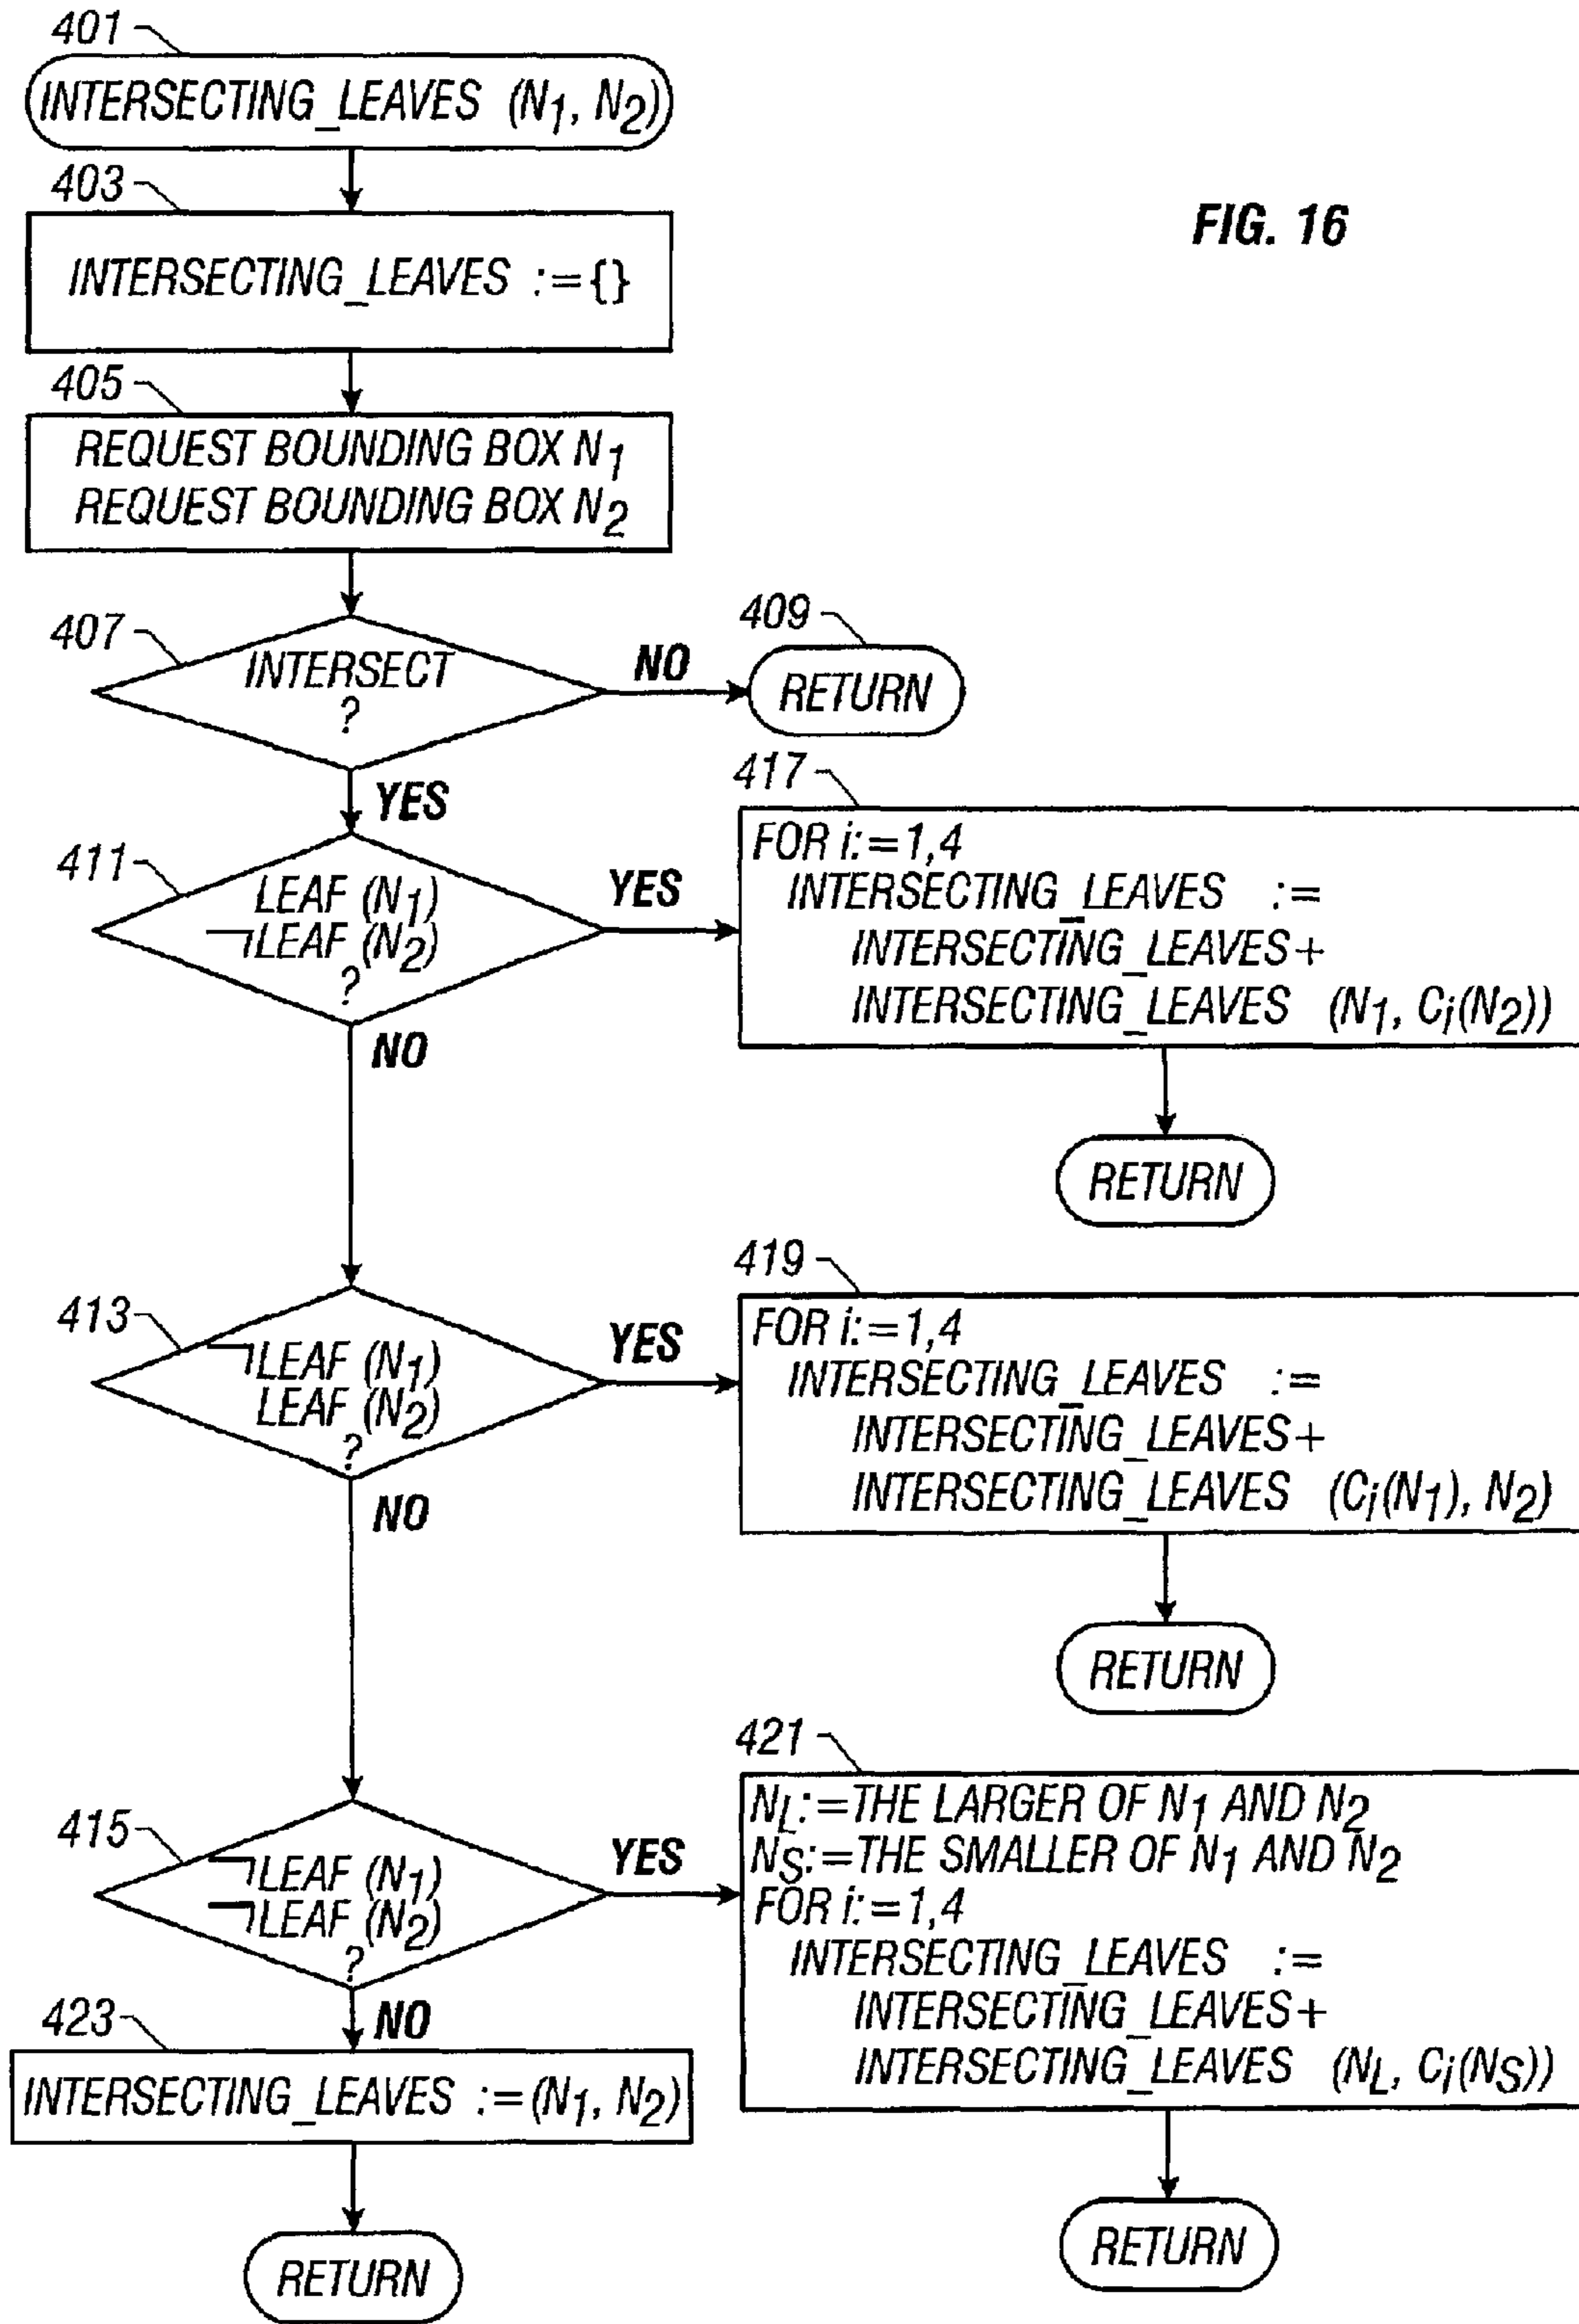 401
INTERSECTING_LEAVES (N1, N2)
403
INTERSECTING_LEAVES :={}
FIG. 16
405
REQUEST BOUNDING BOX N1
REQUEST BOUNDING BOX N2
407
INTERSECT
?
NO
409
RETURN
YES
411
LEAF (N1)
¬LEAF (N2)
?
YES
417
FOR i:=1,4
INTERSECTING_LEAVES :=
INTERSECTING_LEAVES+
INTERSECTING_LEAVES (N1, Ci(N2))
RETURN
NO
413
¬LEAF (N1)
LEAF (N2)
?
YES
419
FOR i:=1,4
INTERSECTING_LEAVES :=
INTERSECTING_LEAVES+
INTERSECTING_LEAVES (Ci(N1), N2)
RETURN
NO
415
¬LEAF (N1)
¬LEAF (N2)
?
YES
421
NL:=THE LARGER OF N1 AND N2
NS:=THE SMALLER OF N1 AND N2
FOR i:=1,4
INTERSECTING_LEAVES :=
INTERSECTING_LEAVES+
INTERSECTING_LEAVES (NL, Ci(NS))
RETURN
NO
423
INTERSECTING_LEAVES :=(N1, N2)
RETURN